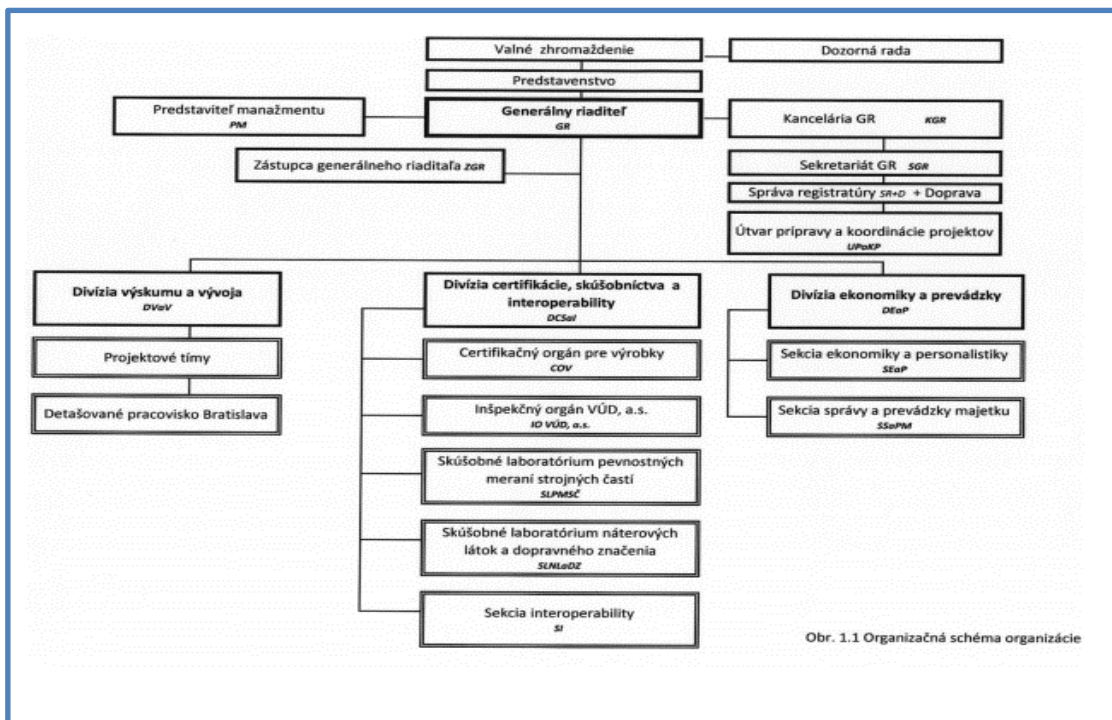 Valné zhromaždenie
Dozorná rada
Predstavenstvo
Predstaviteľ manažmentu
PM
Generálny riaditeľ
GR
Kancelária GR KGR
Zástupca generálneho riaditaľa ZGR
Sekretariát GR SGR
Správa registratúry SR+D + Doprava
Útvar prípravy a koordinácie projektov
UPaKP
Divízia výskumu a vývoja
DVaV
Projektové tímy
Detašované pracovisko Bratislava
Divízia certifikácie, skúšobníctva a
interoperability
DCSaI
Certifikačný orgán pre výrobky
COV
Inšpekčný orgán VÚD, a.s.
IO VÚD, a.s.
Skúšobné laboratórium pevnostných
meraní strojných častí
SLPMSČ
Skúšobné laboratórium náterových
látok a dopravného značenia
SLNLaDZ
Sekcia interoperability
SI
Divízia ekonomiky a prevádzky
DEaP
Sekcia ekonomiky a personalistiky
SEaP
Sekcia správy a prevádzky majetku
SSaPM
Obr. 1.1 Organizačná schéma organizácie